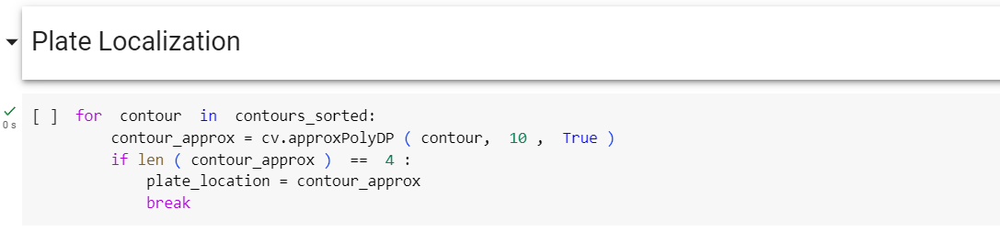 Plate Localization
0 s
[ ] for contour in contours_sorted:
contour_approx = cv.approxPolyDP ( contour, 10 , True )
if len ( contour_approx ) == 4 :
plate_location = contour_approx
break